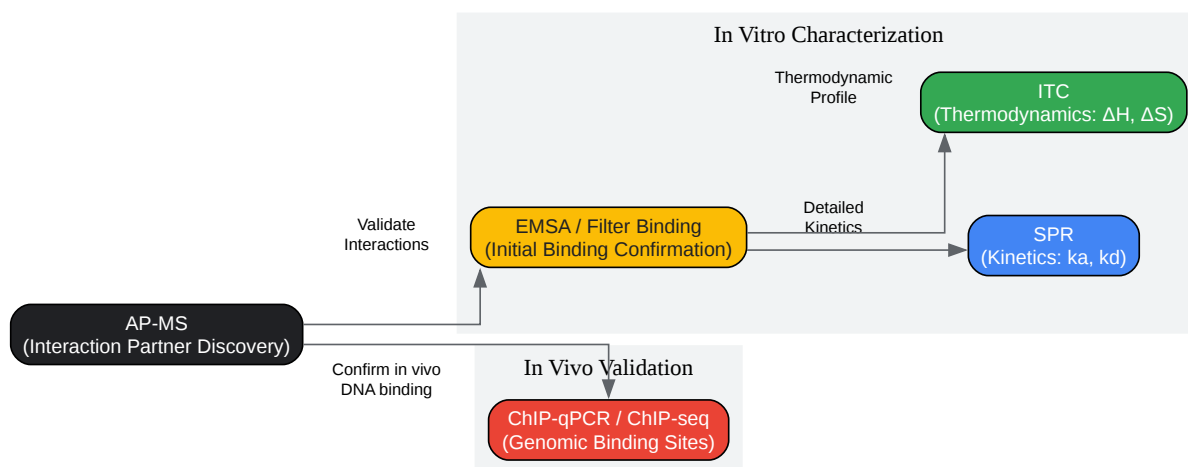 In Vitro Characterization
Thermodynamic
Profile
ITC
(Thermodynamics: ΔH, ΔS)
Validate
Interactions
EMSA / Filter Binding
(Initial Binding Confirmation)
Detailed
Kinetics
SPR
(Kinetics: ka, kd)
AP-MS
(Interaction Partner Discovery)
Confirm in vivo
DNA binding
In Vivo Validation
ChIP-qPCR / ChIP-seq
(Genomic Binding Sites)